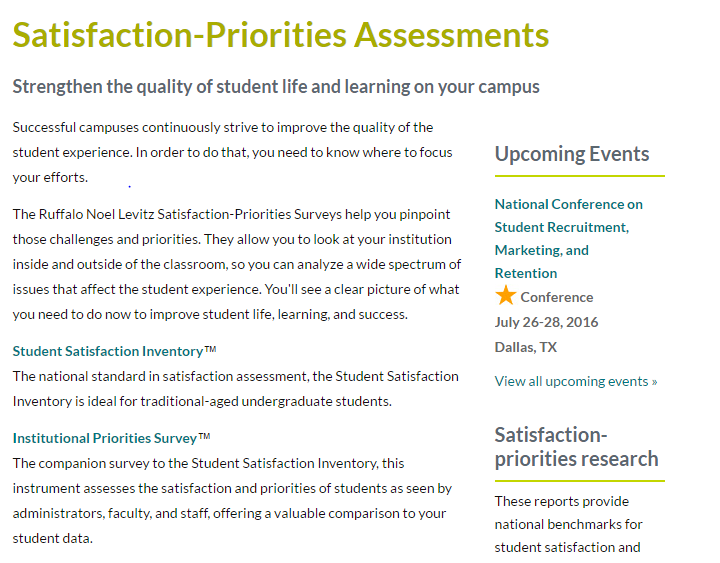 Satisfaction-Priorities Assessments
Strengthen the quality of student life and learning on your campus
Successful campuses continuously strive to improve the quality of the
student experience. In order to do that, you need to know where to focus
your efforts.
The Ruffalo Noel Levitz Satisfaction-Priorities Surveys help you pinpoint
those challenges and priorities. They allow you to look at your institution
inside and outside of the classroom, so you can analyze a wide spectrum of
issues that affect the student experience. You'll see a clear picture of what
you need to do now to improve student life, learning, and success.
Student Satisfaction Inventory™
The national standard in satisfaction assessment, the Student Satisfaction
Inventory is ideal for traditional-aged undergraduate students.
Institutional Priorities Survey™
The companion survey to the Student Satisfaction Inventory, this
instrument assesses the satisfaction and priorities of students as seen by
administrators, faculty, and staff, offering a valuable comparison to your
student data.
Upcoming Events
National Conference on
Student Recruitment,
Marketing, and
Retention
Conference
July 26-28, 2016
Dallas, TX
View all upcoming events »
Satisfaction-
priorities research
These reports provide
national benchmarks for
student satisfaction and